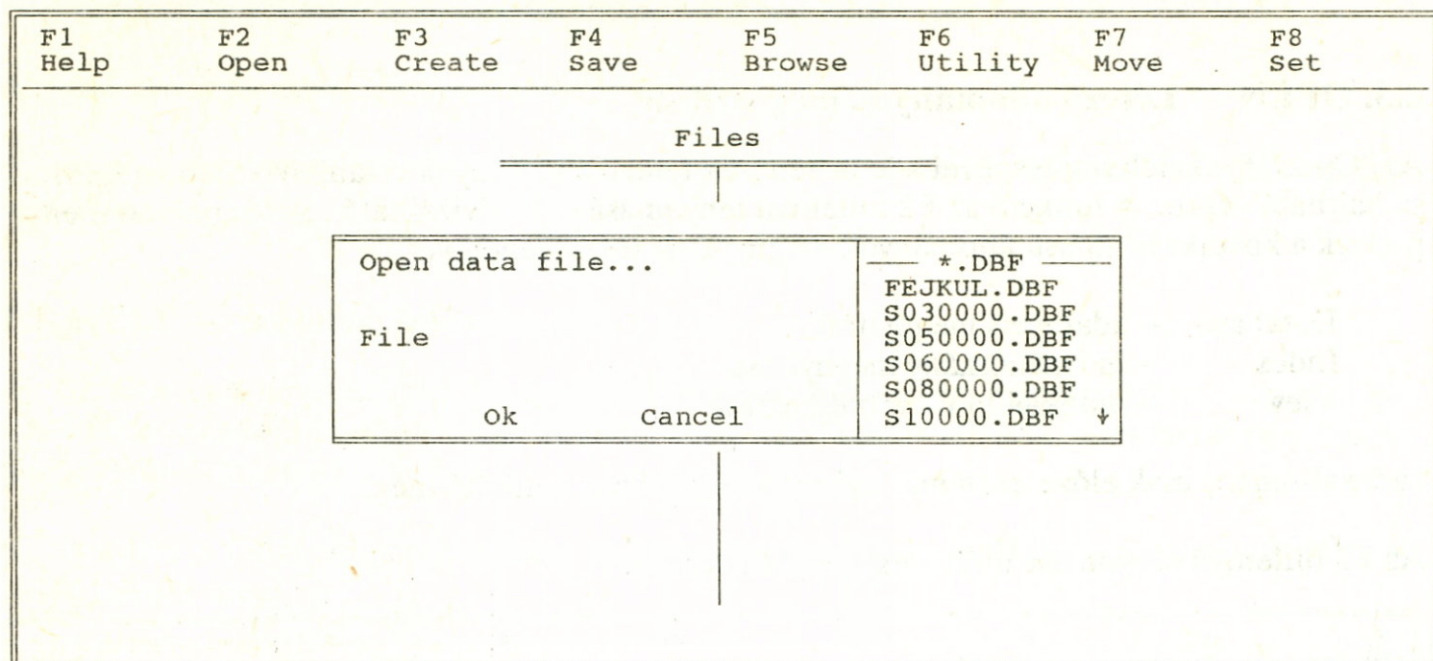 F1 F2 F3 F4 F5 F6 F7 F8
Help Open Create Save Browse Utility Move Set
Files
Open data file...
File
Ok Cancel
*.DBF
FEJKUL.DBF
S030000.DBF
S050000.DBF
S060000.DBF
S080000.DBF
S10000.DBF ↓